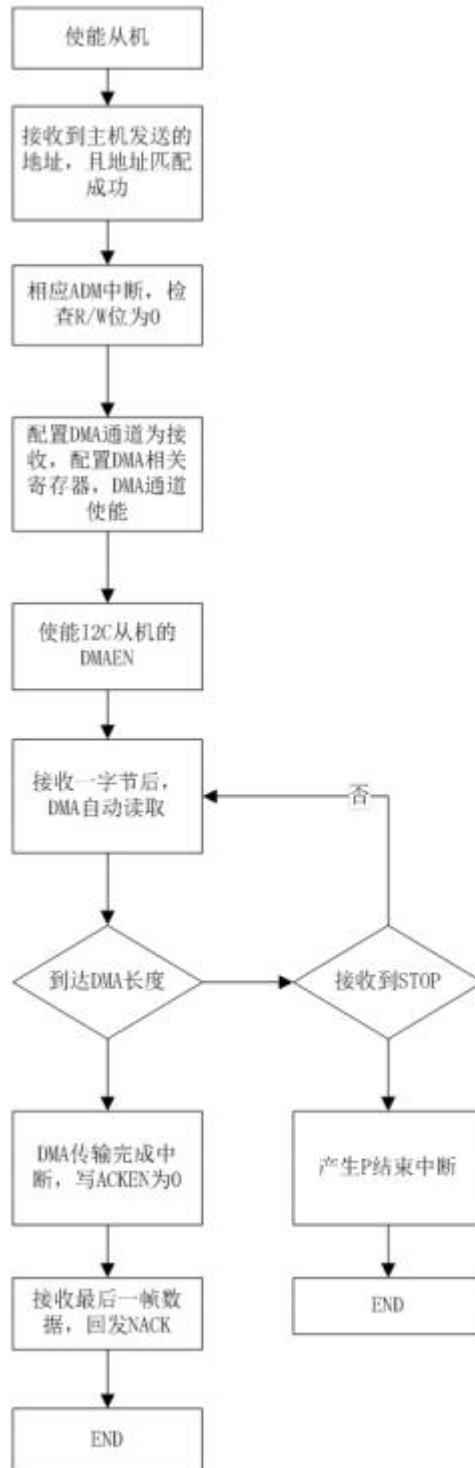 使能从机
接收到主机发送的
地址，且地址匹配
成功
相应ADM中断，检
查R/W位为0
配置DMA通道为接
收，配置DMA相关
寄存器，DMA通道
使能
使能I2C从机的
DMAEN
接收一字节后，
DMA自动读取
否
到达DMA长度
接收到STOP
DMA传输完成中
断，写ACKEN为0
产生P结束中断
接收最后一帧数
据，回发NACK
END
END